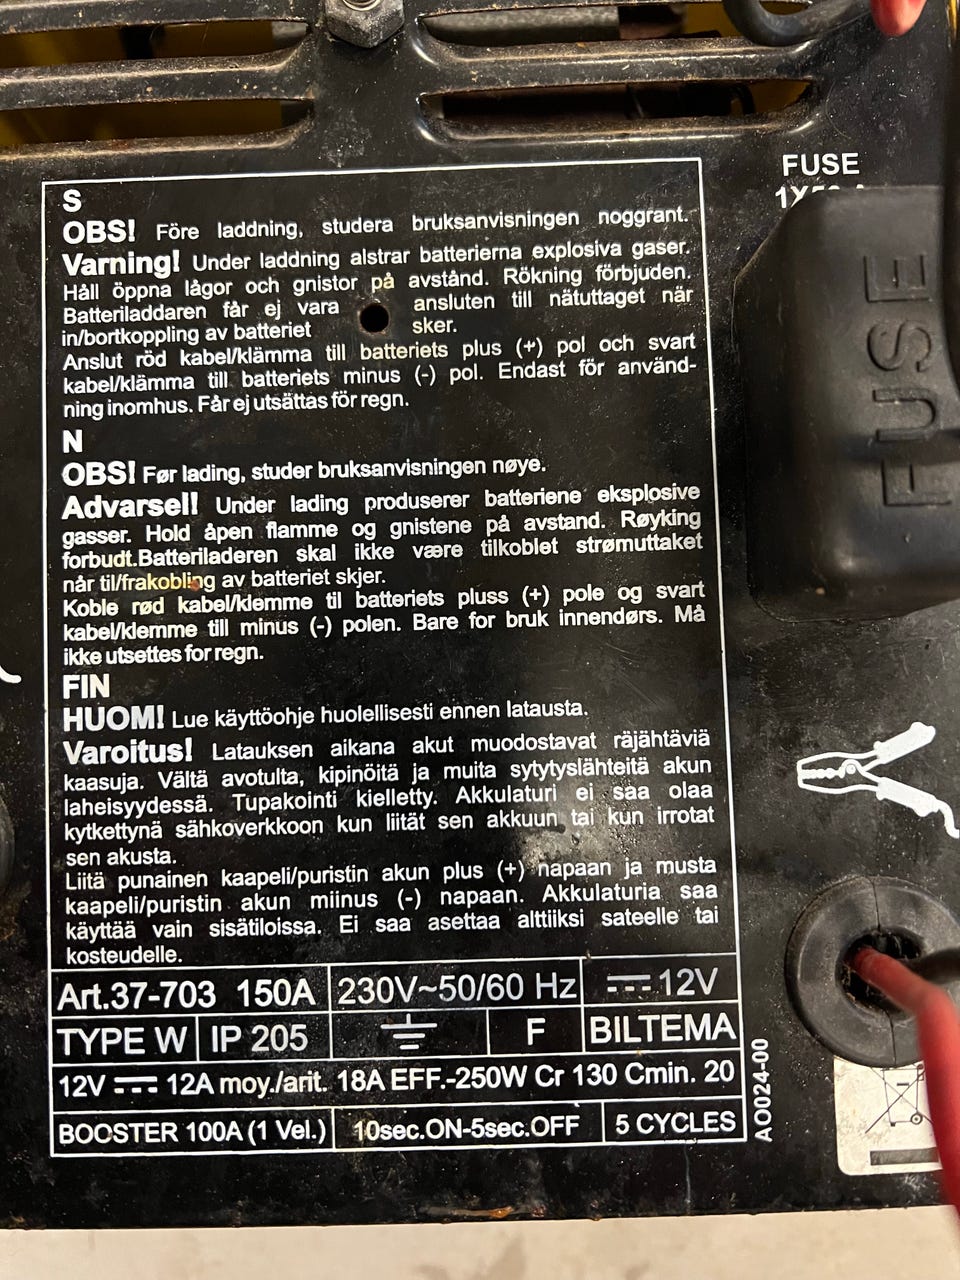 FUSE
FUSE
S
OBS! Före laddning, studera bruksanvisningen noggrant.
Varning! Under laddning alstrar batterierna explosiva gaser.
Håll öppna lågor och gnistor på avstånd. Rökning förbjuden.
Batteriladdaren får ej vara ansluten till nätuttaget när
in/bortkoppling av batteriet sker.
Anslut röd kabel/klämma till batteriets plus (+) pol och svart
kabel/klämma till batteriets minus (-) pol. Endast för använd-
ning inomhus. Får ej utsättas för regn.
N
OBS! Før lading, studer bruksanvisningen nøye.
Advarsel! Under lading produserer batteriene eksplosive
gasser. Hold åpen flamme og gnistene på avstand. Røyking
forbudt.Batteriladeren skal ikke være tilkoblet strømuttaket
når til/frakobling av batteriet skjer.
Koble rød kabel/klemme til batteriets pluss (+) pole og svart
kabel/klemme till minus (-) polen. Bare for bruk innendørs. Må
ikke utsettes for regn.
FIN
HUOM! Lue käyttöohje huolellisesti ennen latausta.
Varoitus! Latauksen aikana akut muodostavat räjähtäviä
kaasuja. Vältä avotulta, kipinöitä ja muita sytytyslähteitä akun
laheisyydessä. Tupakointi kielletty. Akkulaturi ei saa olaa
kytkettynä sähkoverkkoon kun liität sen akkuun tai kun irrotat
sen akusta.
Liitä punainen kaapeli/puristin akun plus (+) napaan ja musta
kaapeli/puristin akun miinus (-) napaan. Akkulaturia saa
käyttää vain sisätiloissa. Ei saa asettaa alttiiksi sateelle tai
kosteudelle.
Art.37-703 150A 230V~50/60 Hz 12V
TYPE W IP 205 F BILTEMA
12V 12A moy./arit. 18A EFF.-250W Cr 130 Cmin. 20
BOOSTER 100A (1 Vel.) 10sec.ON-5sec.OFF 5 CYCLES
AO024-00